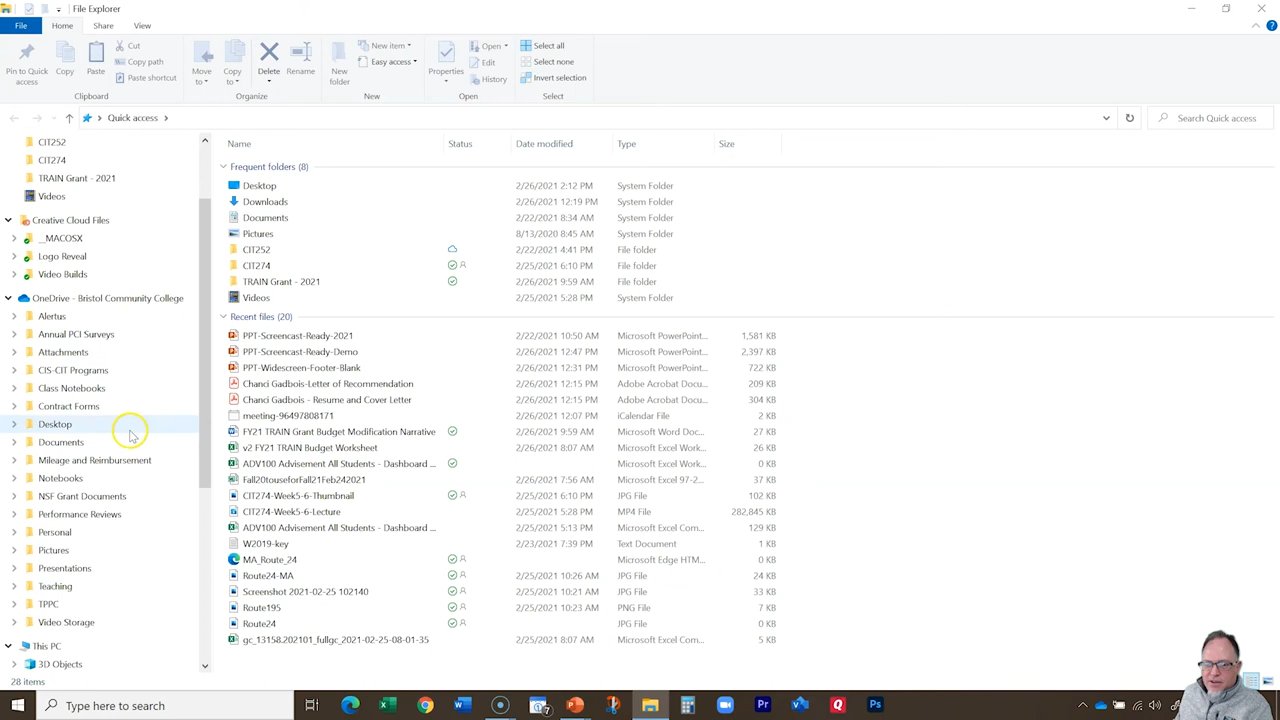 File Explorer
File Home Share View
Pin to Quick access
Copy
Paste
Cut
Copy path
Paste shortcut
Move to
Copy to
Delete
Rename
New folder
New item
Easy access
Properties
Open
Edit
History
Select all
Select none
Invert selection
Clipboard Organize New Open Select
Quick access
Search Quick access
CIT252
CIT274
TRAIN Grant - 2021
Videos
Creative Cloud Files
__MACOSX
Logo Reveal
Video Builds
OneDrive - Bristol Community College
Alertus
Annual PCI Surveys
Attachments
CIS-CIT Programs
Class Notebooks
Contract Forms
Desktop
Documents
Mileage and Reimbursement
Notebooks
NSF Grant Documents
Performance Reviews
Personal
Pictures
Presentations
Teaching
TPPC
Video Storage
This PC
3D Objects
Name Status Date modified Type Size
Frequent folders (8)
Desktop 2/26/2021 2:12 PM System Folder
Downloads 2/26/2021 12:19 PM System Folder
Documents 2/22/2021 8:34 AM System Folder
Pictures 8/13/2020 8:45 AM System Folder
CIT252 2/22/2021 4:41 PM File folder
CIT274 2/25/2021 6:10 PM File folder
TRAIN Grant - 2021 2/26/2021 9:59 AM File folder
Videos 2/25/2021 5:28 PM System Folder
Recent files (20)
PPT-Screencast-Ready-2021 2/22/2021 10:50 AM Microsoft PowerPoint... 1,581 KB
PPT-Screencast-Ready-Demo 2/26/2021 12:47 PM Microsoft PowerPoint... 2,397 KB
PPT-Widescreen-Footer-Blank 2/26/2021 12:31 PM Microsoft PowerPoint... 722 KB
Chanci Gadbois-Letter of Recommendation 2/26/2021 12:15 PM Adobe Acrobat Docu... 209 KB
Chanci Gadbois - Resume and Cover Letter 2/26/2021 12:15 PM Adobe Acrobat Docu... 304 KB
meeting-96497808171 2/26/2021 12:07 PM iCalendar File 2 KB
FY21 TRAIN Grant Budget Modification Narrative 2/26/2021 9:59 AM Microsoft Word Doc... 27 KB
v2 FY21 TRAIN Budget Worksheet 2/26/2021 8:07 AM Microsoft Excel Work... 26 KB
ADV100 Advisement All Students - Dashboard ... Microsoft Excel Work... 0 KB
Fall20touseforFall21Feb242021 2/26/2021 7:56 AM Microsoft Excel 97-2... 37 KB
CIT274-Week5-6-Thumbnail 2/25/2021 6:10 PM JPG File 102 KB
CIT274-Week5-6-Lecture 2/25/2021 5:28 PM MP4 File 282,845 KB
ADV100 Advisement All Students - Dashboard ... 2/25/2021 5:13 PM Microsoft Excel Com... 129 KB
W2019-key 2/23/2021 7:39 PM Text Document 1 KB
MA_Route_24 Microsoft Edge HTM... 0 KB
Route24-MA 2/25/2021 10:26 AM JPG File 24 KB
Screenshot 2021-02-25 102140 2/25/2021 10:21 AM JPG File 33 KB
Route195 2/25/2021 10:23 AM PNG File 7 KB
Route24 JPG File 0 KB
gc_13158.202101_fullgc_2021-02-25-08-01-35 2/25/2021 8:07 AM Microsoft Excel Com... 5 KB
28 items
Type here to search